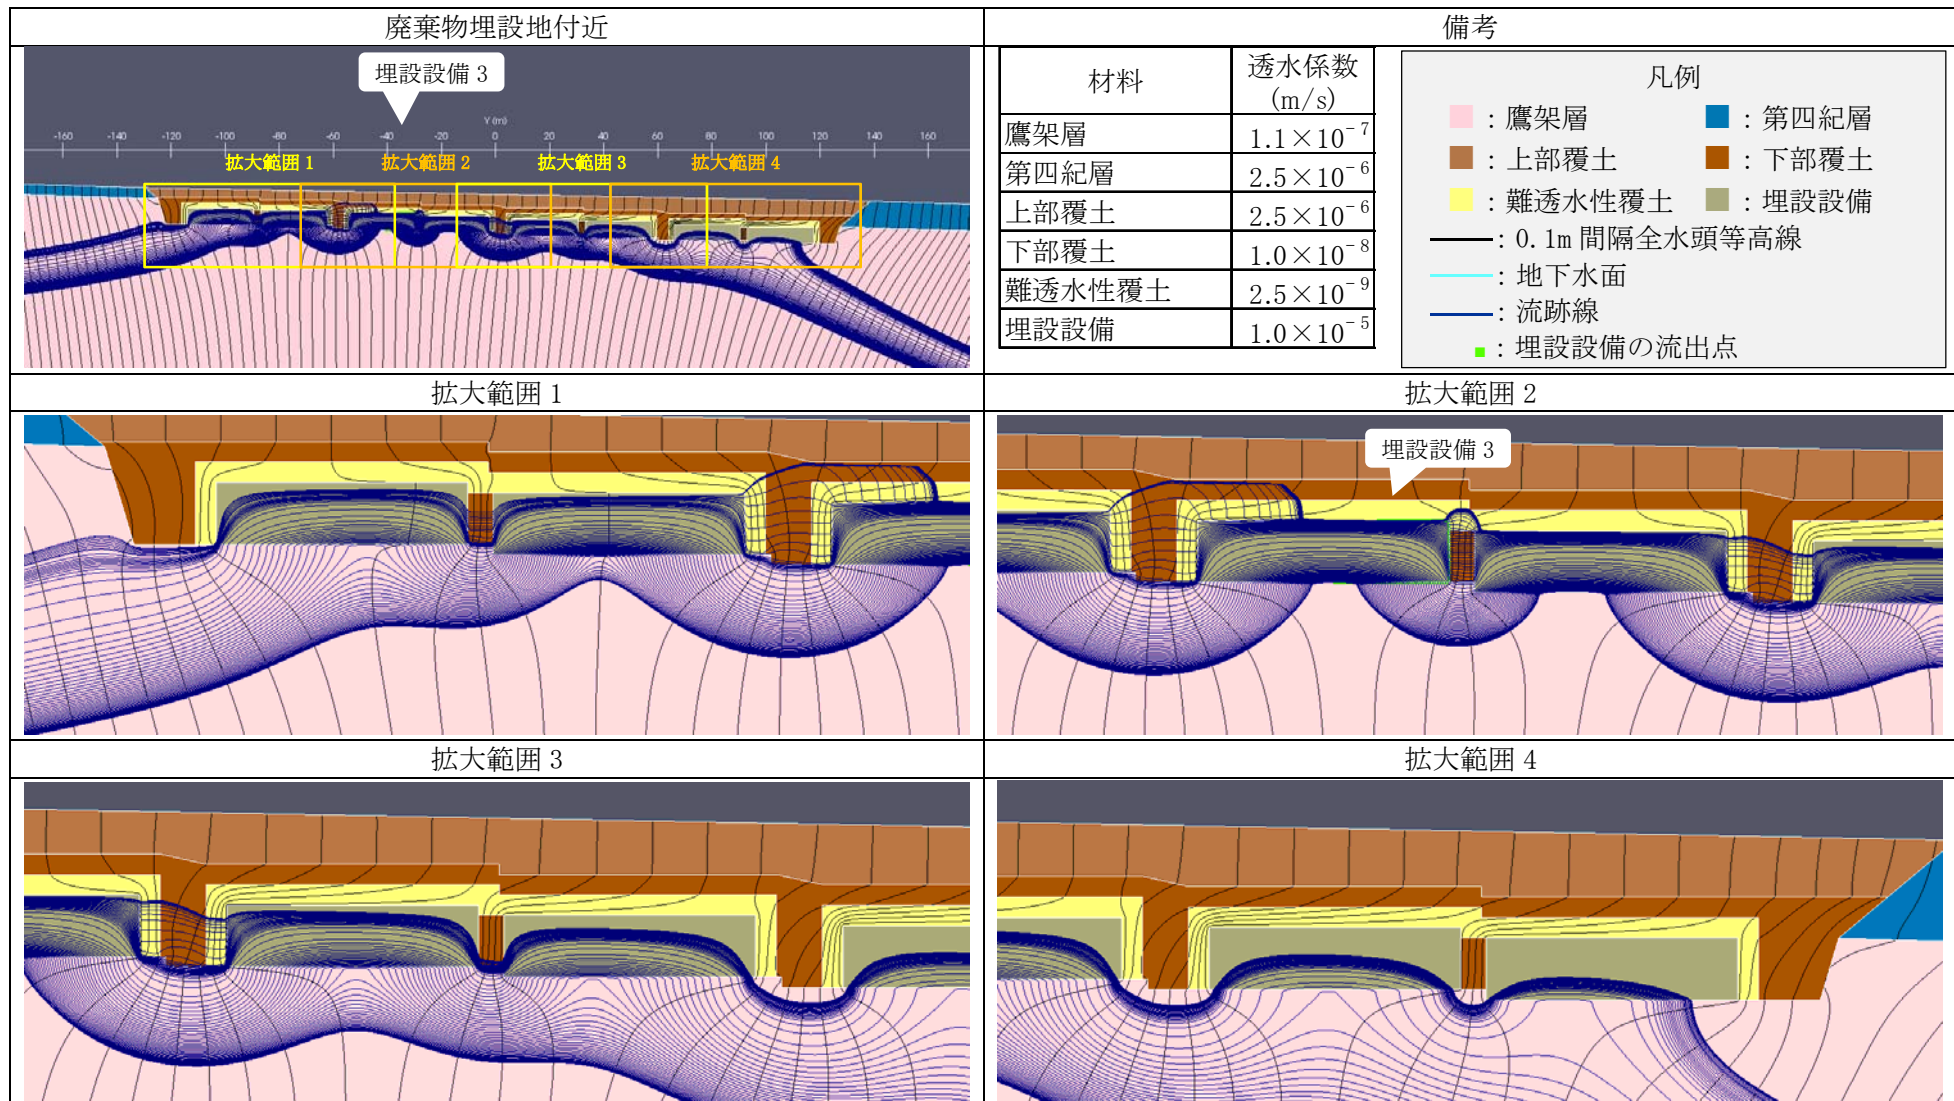 廃棄物埋設地付近
備考
埋設設備 3
Y (m)
-160 -140 -120 -100 -80 -60 -40 -20 0 20 40 60 80 100 120 140 160
拡大範囲 1 拡大範囲 2 拡大範囲 3 拡大範囲 4
材料 透水係数
(m/s)
鷹架層 1.1×10⁻⁷
第四紀層 2.5×10⁻⁶
上部覆土 2.5×10⁻⁶
下部覆土 1.0×10⁻⁸
難透水性覆土 2.5×10⁻⁹
埋設設備 1.0×10⁻⁵
凡例
：鷹架層 ：第四紀層
：上部覆土 ：下部覆土
：難透水性覆土 ：埋設設備
：0.1m 間隔全水頭等高線
：地下水面
：流跡線
：埋設設備の流出点
拡大範囲 1
拡大範囲 2
埋設設備 3
拡大範囲 3
拡大範囲 4